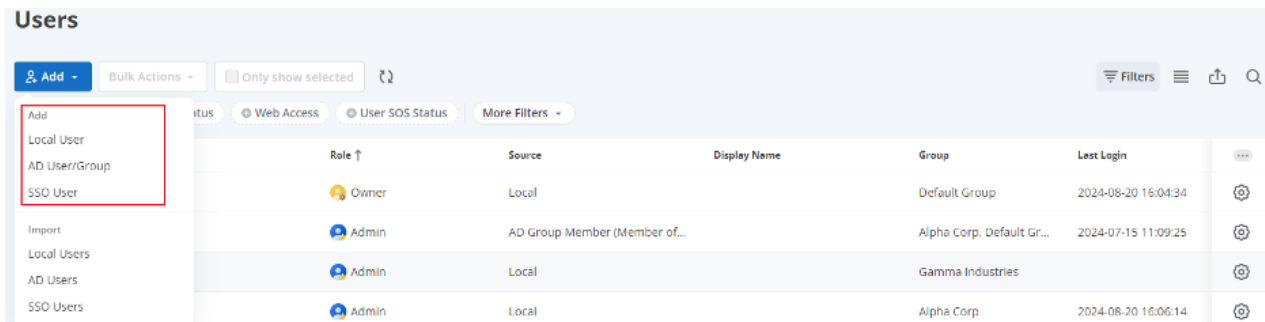 Users
Add
Bulk Actions
Only show selected
Filters
Add
Local User
AD User/Group
SSO User
Import
Local Users
AD Users
SSO Users
Web Access
User SOS Status
More Filters
Role ↑ Source Display Name Group Last Login
Owner Local Default Group 2024-08-20 16:04:34
Admin AD Group Member (Member of... Alpha Corp, Default Gr... 2024-07-15 11:09:25
Admin Local Gamma Industries
Admin Local Alpha Corp 2024-08-20 16:06:14